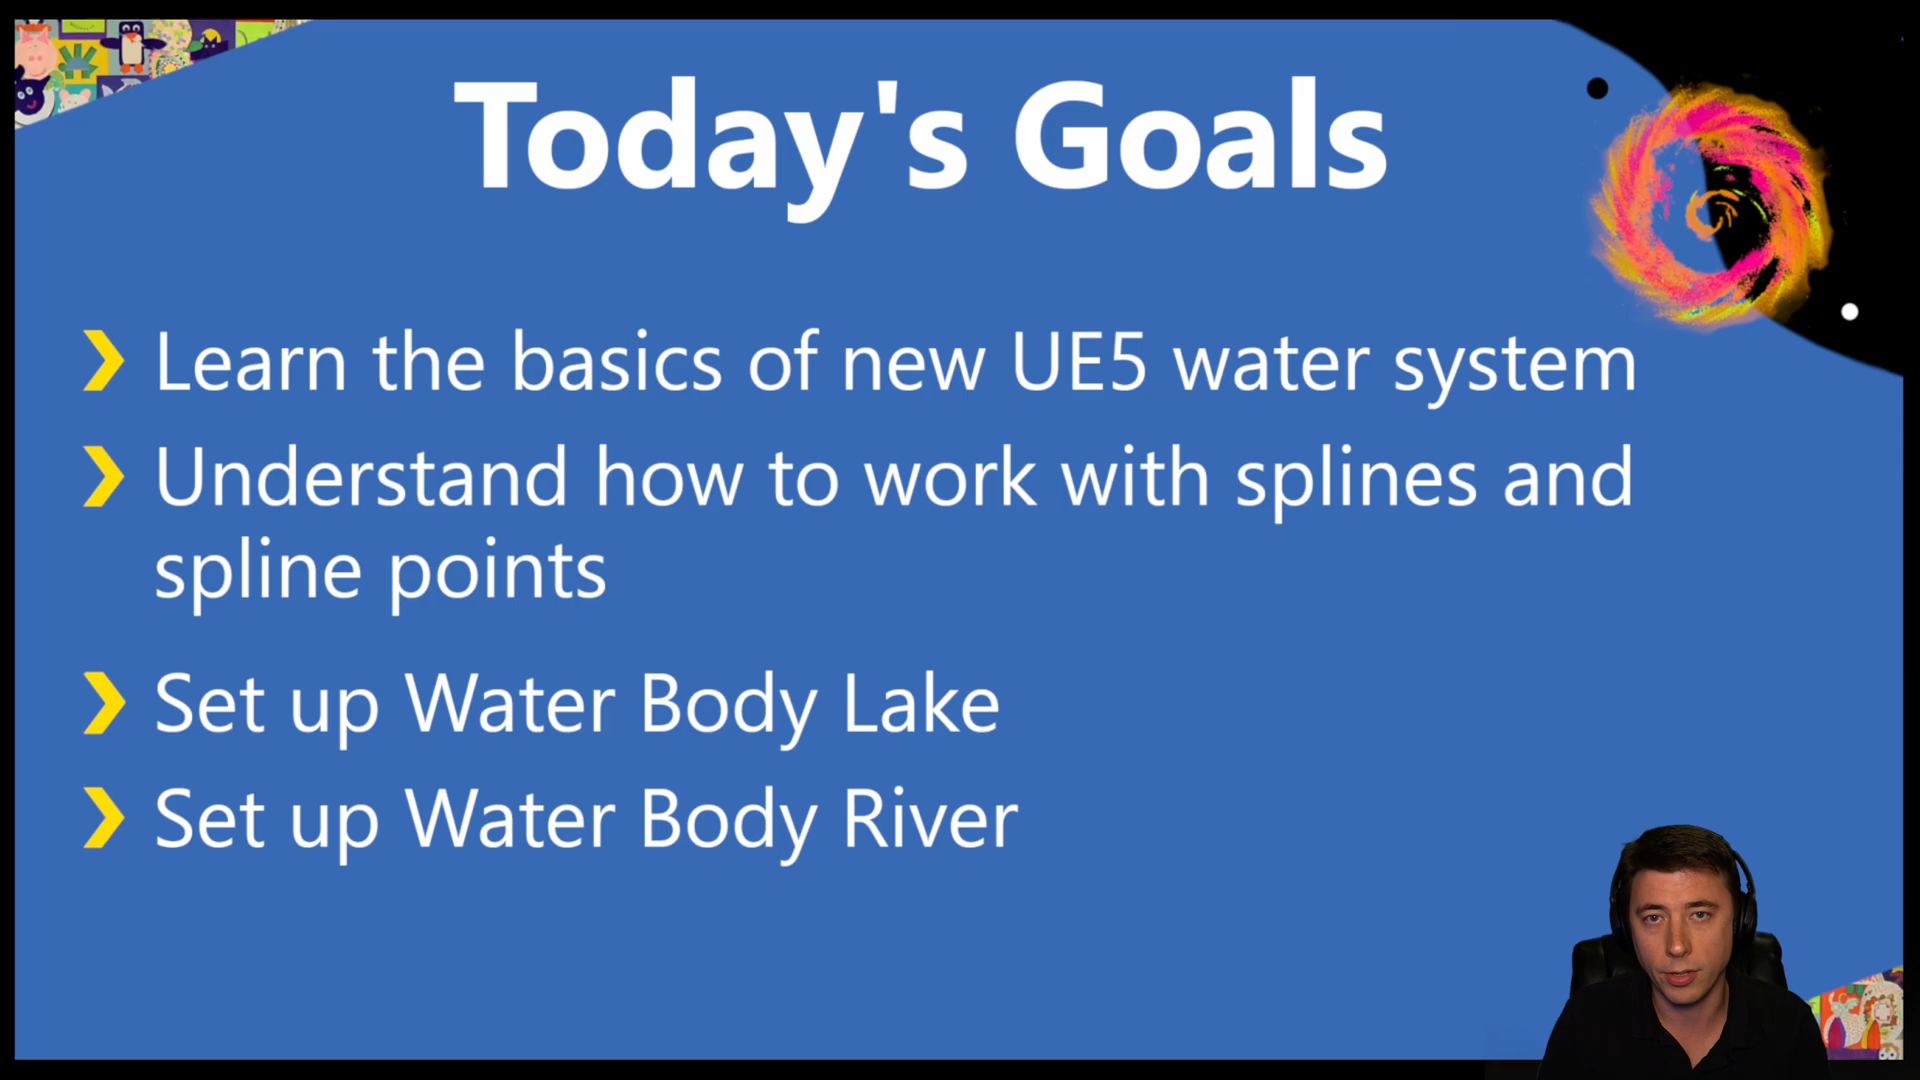 Today's Goals
Learn the basics of new UE5 water system
Understand how to work with splines and
spline points
Set up Water Body Lake
Set up Water Body River